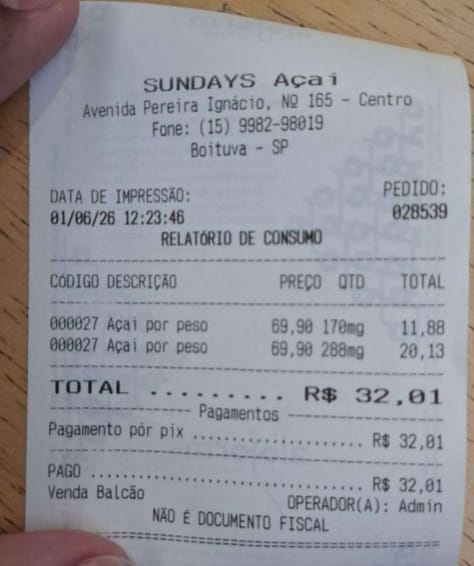 SUNDAYS Açaí
Avenida Pereira Ignácio, Nº 165 - Centro
Fone: (15) 9982-98019
Boituva - SP
DATA DE IMPRESSÃO: PEDIDO:
01/06/26 12:23:46 028539
RELATÓRIO DE CONSUMO
CÓDIGO DESCRIÇÃO PREÇO QTD TOTAL
000027 Açaí por peso 69,90 170mg 11,88
000027 Açaí por peso 69,90 288mg 20,13
TOTAL ......... R$ 32,01
Pagamentos
Pagamento pór pix .................... R$ 32,01
PAGO ................................... R$ 32,01
Venda Balcão OPERADOR(A): Admin
NÃO É DOCUMENTO FISCAL